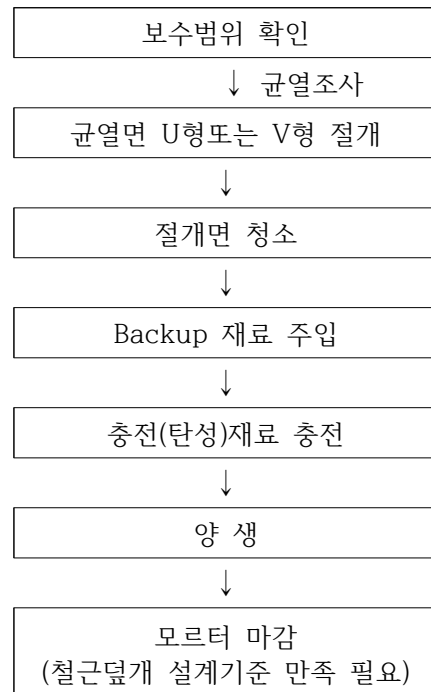 보수범위 확인
↓ 균열조사
균열면 U형또는 V형 절개
↓
절개면 청소
↓
Backup 재료 주입
↓
충전(탄성)재료 충전
↓
양 생
↓
모르터 마감
(철근덮개 설계기준 만족 필요)